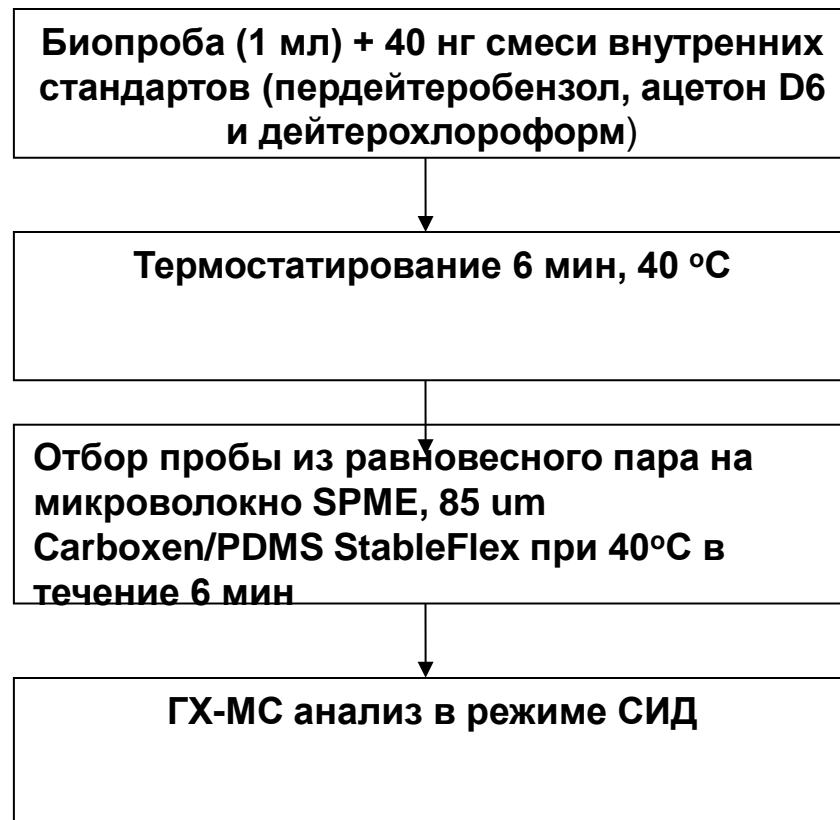 Биопроба (1 мл) + 40 нг смеси внутренних
стандартов (пердейтеробензол, ацетон D6
и дейтерохлороформ)
Термостатирование 6 мин, 40 ºС
Отбор пробы из равновесного пара на
микроволокно SPME, 85 um
Carboxen/PDMS StableFlex при 40ºС в
течение 6 мин
ГХ-МС анализ в режиме СИД